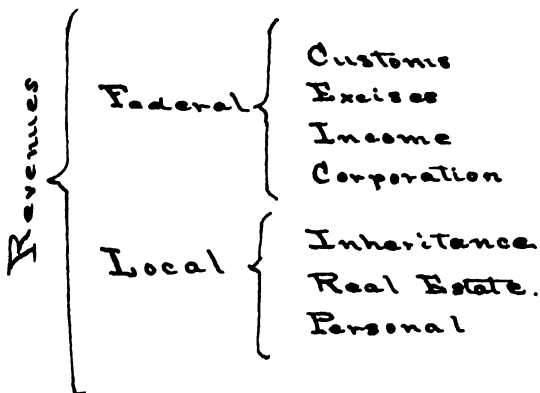 Revenues
Federal
Customs
Excises
Income
Corporation
Local
Inheritance
Real Estate.
Personal